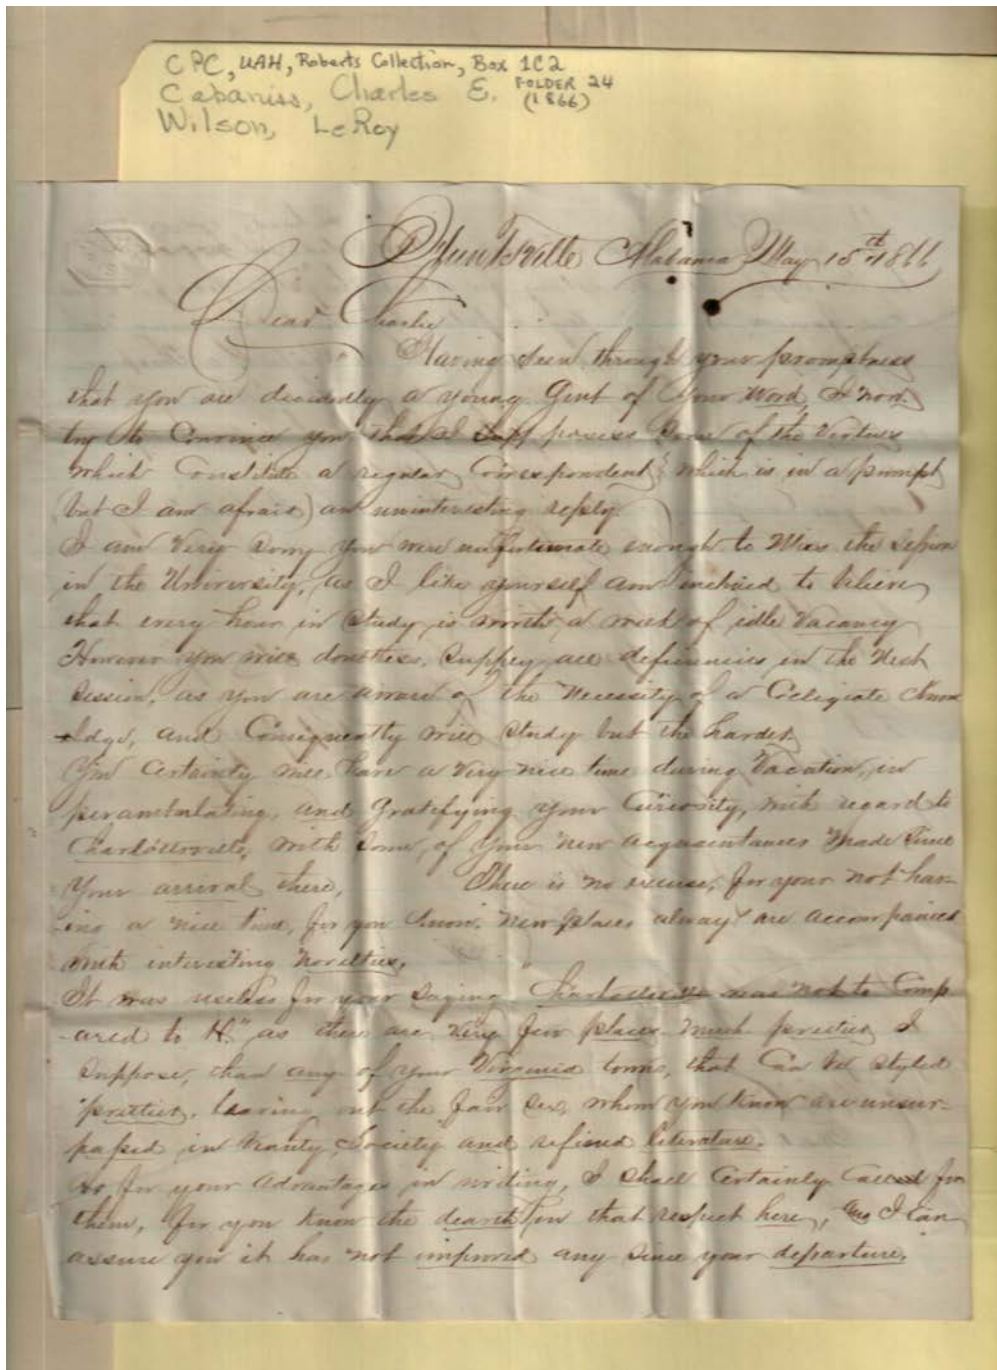 CPC, UAH, Roberts Collection, Box 1C2
FOLDER 24
Cabaniss, Charles E. (1866)
Wilson, LeRoy
Huntsville Alabama May 15th 1866
Dear Charlie
Having seen through your promptness
that you are decidedly a young Gent of your Word, I now
try to Convince you that I possess some of the Virtues
which Constitute a regular Correspondent, which is in a prompt
but I am afraid) an uninteresting reply.
I am Very sorry you were unfortunate enough to Miss the Session
in the University, as I like yourself am inclined to believe
that every hour in Study is worth a week of idle Vacancy
However you will doubtless, supply all deficiencies in the Next
Session, as you are aware of the Necessity of a Collegiate Know
-ledge, and Consequently will Study but the harder.
You Certainly will have a Very nice time during Vacation, in
perambulating, and Gratifying your Curiosity, with regard to
Charlottsville, with some of your New acquaintances Made Since
Your arrival there. There is no excuse, for your not hav-
-ing a nice time, for you Know. New places always are accompanied
with interesting Novelties.
It was useless for your saying Charlottsville was not to Comp
-ared to H" as there are Very few places much prettier I
suppose, than any of your Virginia towns, that Can be styled
"prettier, leaving out the fair Sex, whom you Know are unsur-
passed in Beauty, Society and refined literature.
As for your advantages in writing, I shall Certainly Call for
them, for you Know the dearth in that respect here, and I Can
assure you it has not improved any Since your departure.